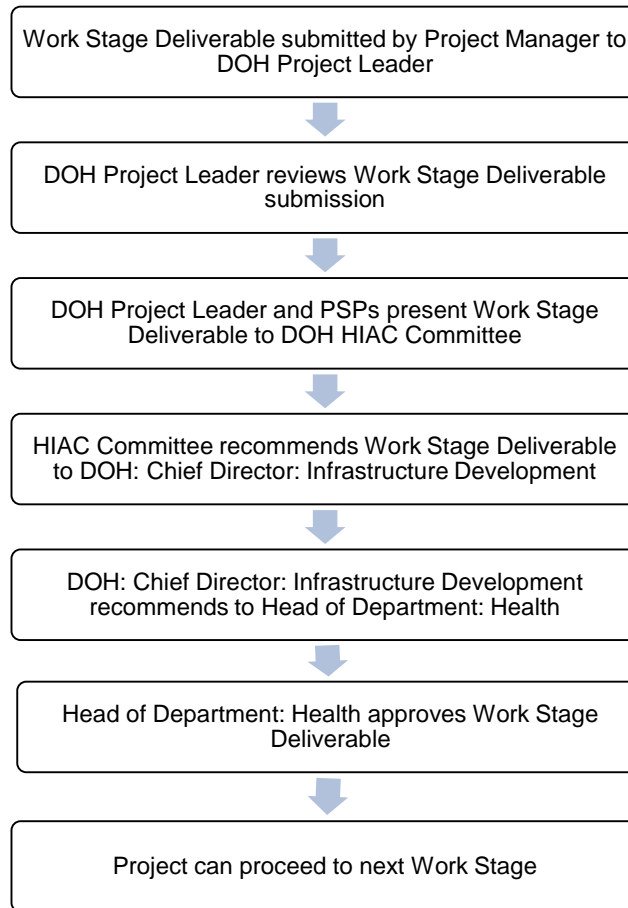 Work Stage Deliverable submitted by Project Manager to
DOH Project Leader
DOH Project Leader reviews Work Stage Deliverable
submission
DOH Project Leader and PSPs present Work Stage
Deliverable to DOH HIAC Committee
HIAC Committee recommends Work Stage Deliverable
to DOH: Chief Director: Infrastructure Development
DOH: Chief Director: Infrastructure Development
recommends to Head of Department: Health
Head of Department: Health approves Work Stage
Deliverable
Project can proceed to next Work Stage